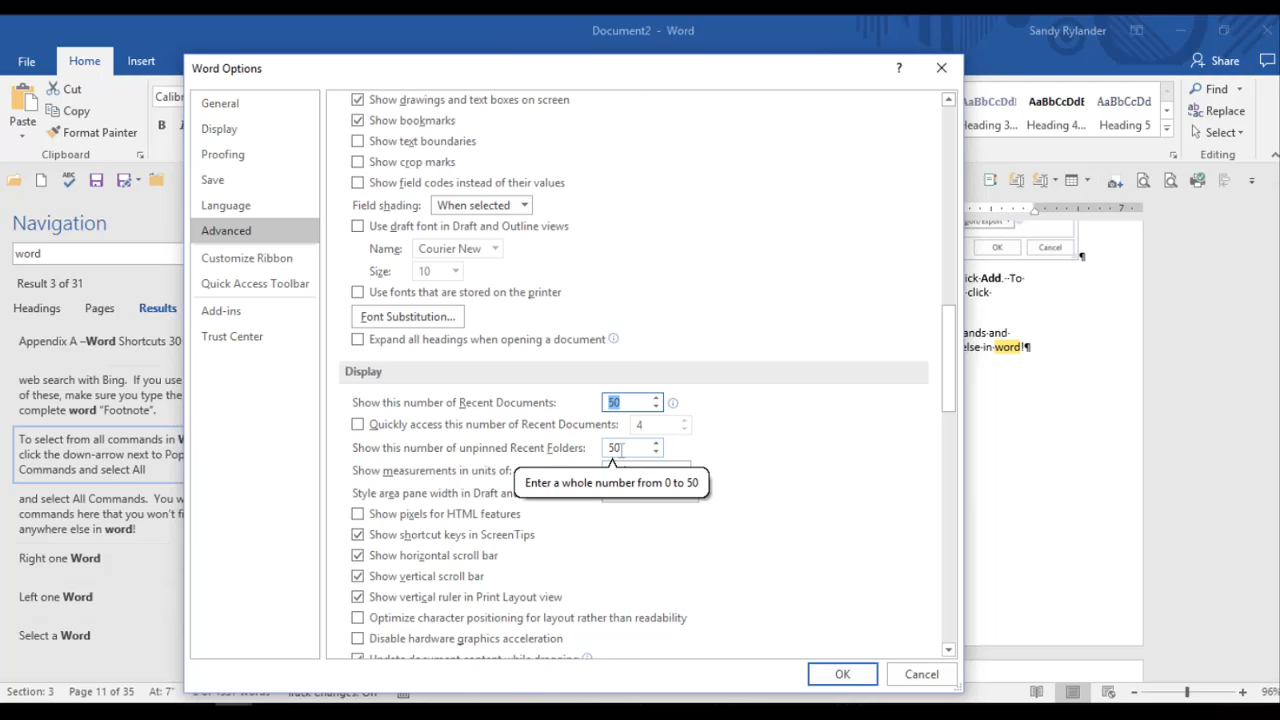 Document2 - Word
Sandy Rylander
File
Home
Insert
Share
Paste
Cut
Copy
Format Painter
Clipboard
Calibr
B
I
AaBbCcDd
AaBbCcDdE
AaBbCcDd
Heading 3...
Heading 4...
Heading 5
Find
Replace
Select
Editing
Navigation
word
Result 3 of 31
Headings
Pages
Results
Appendix A –Word Shortcuts 30
web search with Bing. If you use
of these, make sure you type the
complete word "Footnote".
To select from all commands in W
click the down-arrow next to Pop
Commands and select All
and select All Commands. You
commands here that you won't fi
anywhere else in word!
Right one Word
Left one Word
Select a Word
Word Options
?
General
Display
Proofing
Save
Language
Advanced
Customize Ribbon
Quick Access Toolbar
Add-ins
Trust Center
Show drawings and text boxes on screen
Show bookmarks
Show text boundaries
Show crop marks
Show field codes instead of their values
Field shading: When selected
Use draft font in Draft and Outline views
Name: Courier New
Size: 10
Use fonts that are stored on the printer
Font Substitution...
Expand all headings when opening a document
Display
Show this number of Recent Documents: 50
Quickly access this number of Recent Documents: 4
Show this number of unpinned Recent Folders: 50
Show measurements in units of:
Enter a whole number from 0 to 50
Style area pane width in Draft an
Show pixels for HTML features
Show shortcut keys in ScreenTips
Show horizontal scroll bar
Show vertical scroll bar
Show vertical ruler in Print Layout view
Optimize character positioning for layout rather than readability
Disable hardware graphics acceleration
Update document content while dragging
OK
Cancel
7
OK
Cancel
ick Add. To
click
ands and
else in word!¶
Section: 3
Page 11 of 35
At: 7"
Track Changes: Off
96%